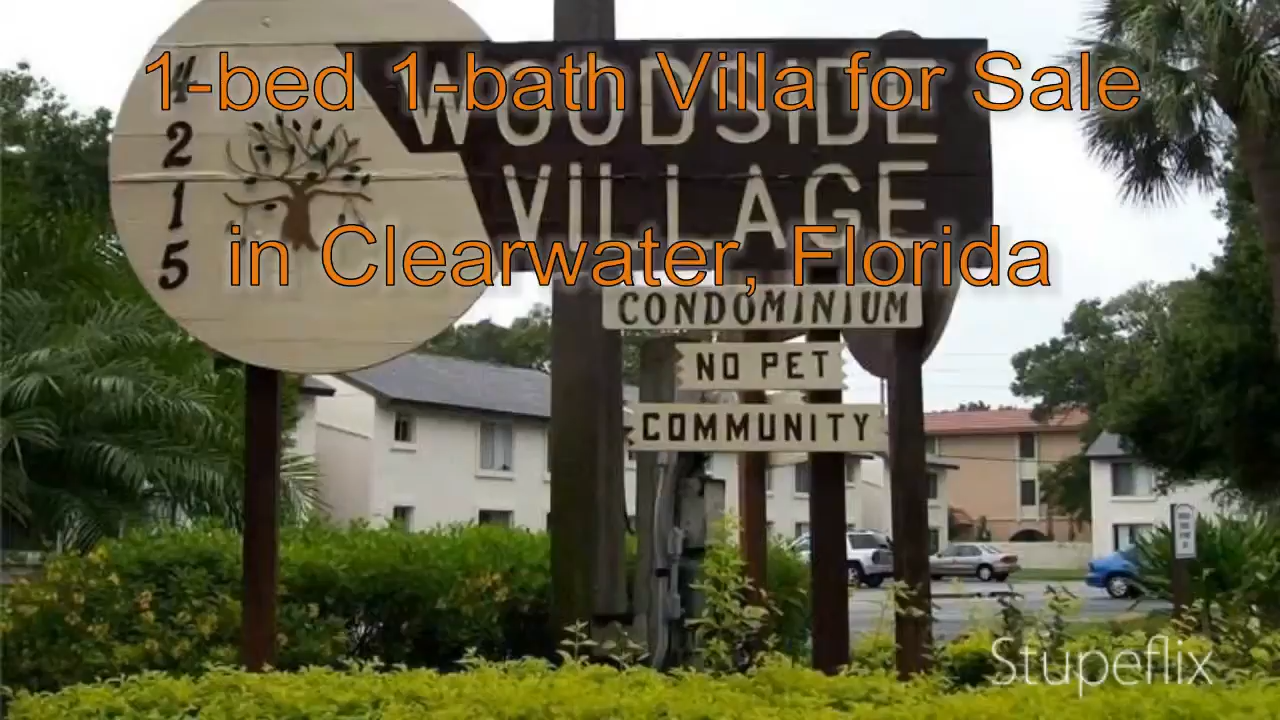 1-bed 1-bath Villa for Sale
in Clearwater, Florida
4
2
1
5
WOODSIDE
VILLAGE
CONDOMINIUM
NO PET
COMMUNITY
Stupeflix